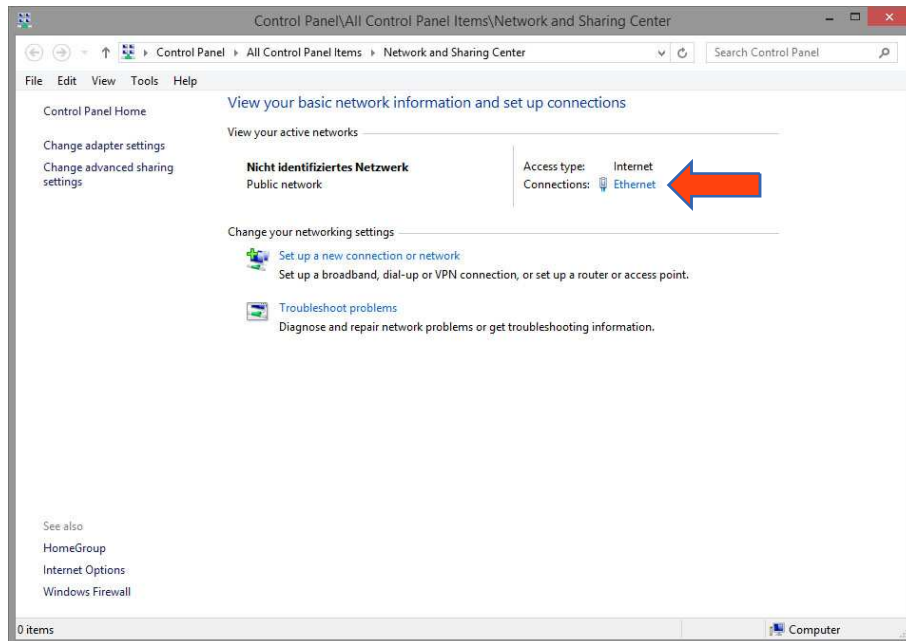 Control Panel\All Control Panel Items\Network and Sharing Center
Control Panel All Control Panel Items Network and Sharing Center
Search Control Panel
File Edit View Tools Help
Control Panel Home
Change adapter settings
Change advanced sharing
settings
View your basic network information and set up connections
View your active networks
Nicht identifiziertes Netzwerk
Public network
Access type: Internet
Connections: Ethernet
Change your networking settings
Set up a new connection or network
Set up a broadband, dial-up or VPN connection, or set up a router or access point.
Troubleshoot problems
Diagnose and repair network problems or get troubleshooting information.
See also
HomeGroup
Internet Options
Windows Firewall
0 items
Computer